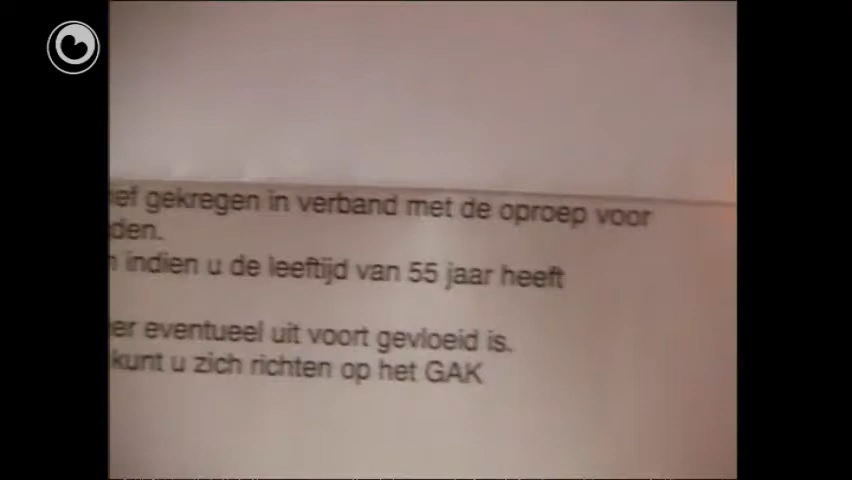 gekregen in verband met de oproep voor
den.
indien u de leeftijd van 55 jaar heeft
er eventueel uit voort gevloeid is.
kunt u zich richten op het GAK